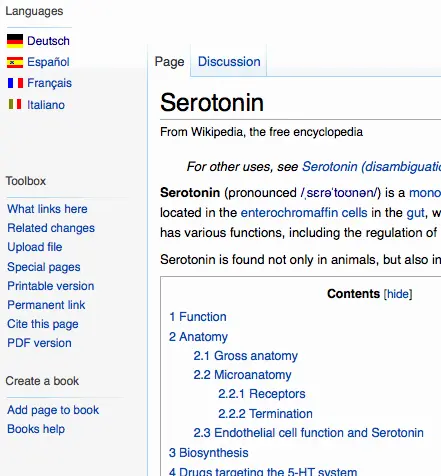 Languages
Deutsch
Español
Français
Italiano
Toolbox
What links here
Related changes
Upload file
Special pages
Printable version
Permanent link
Cite this page
PDF version
Create a book
Add page to book
Books help
Page Discussion
Serotonin
From Wikipedia, the free encyclopedia
For other uses, see Serotonin (disambiguatio
Serotonin (pronounced /ˌsɛrəˈtoʊnən/) is a mono
located in the enterochromaffin cells in the gut, w
has various functions, including the regulation of
Serotonin is found not only in animals, but also in
Contents [hide]
1 Function
2 Anatomy
2.1 Gross anatomy
2.2 Microanatomy
2.2.1 Receptors
2.2.2 Termination
2.3 Endothelial cell function and Serotonin
3 Biosynthesis
4 Drugs targeting the 5-HT system